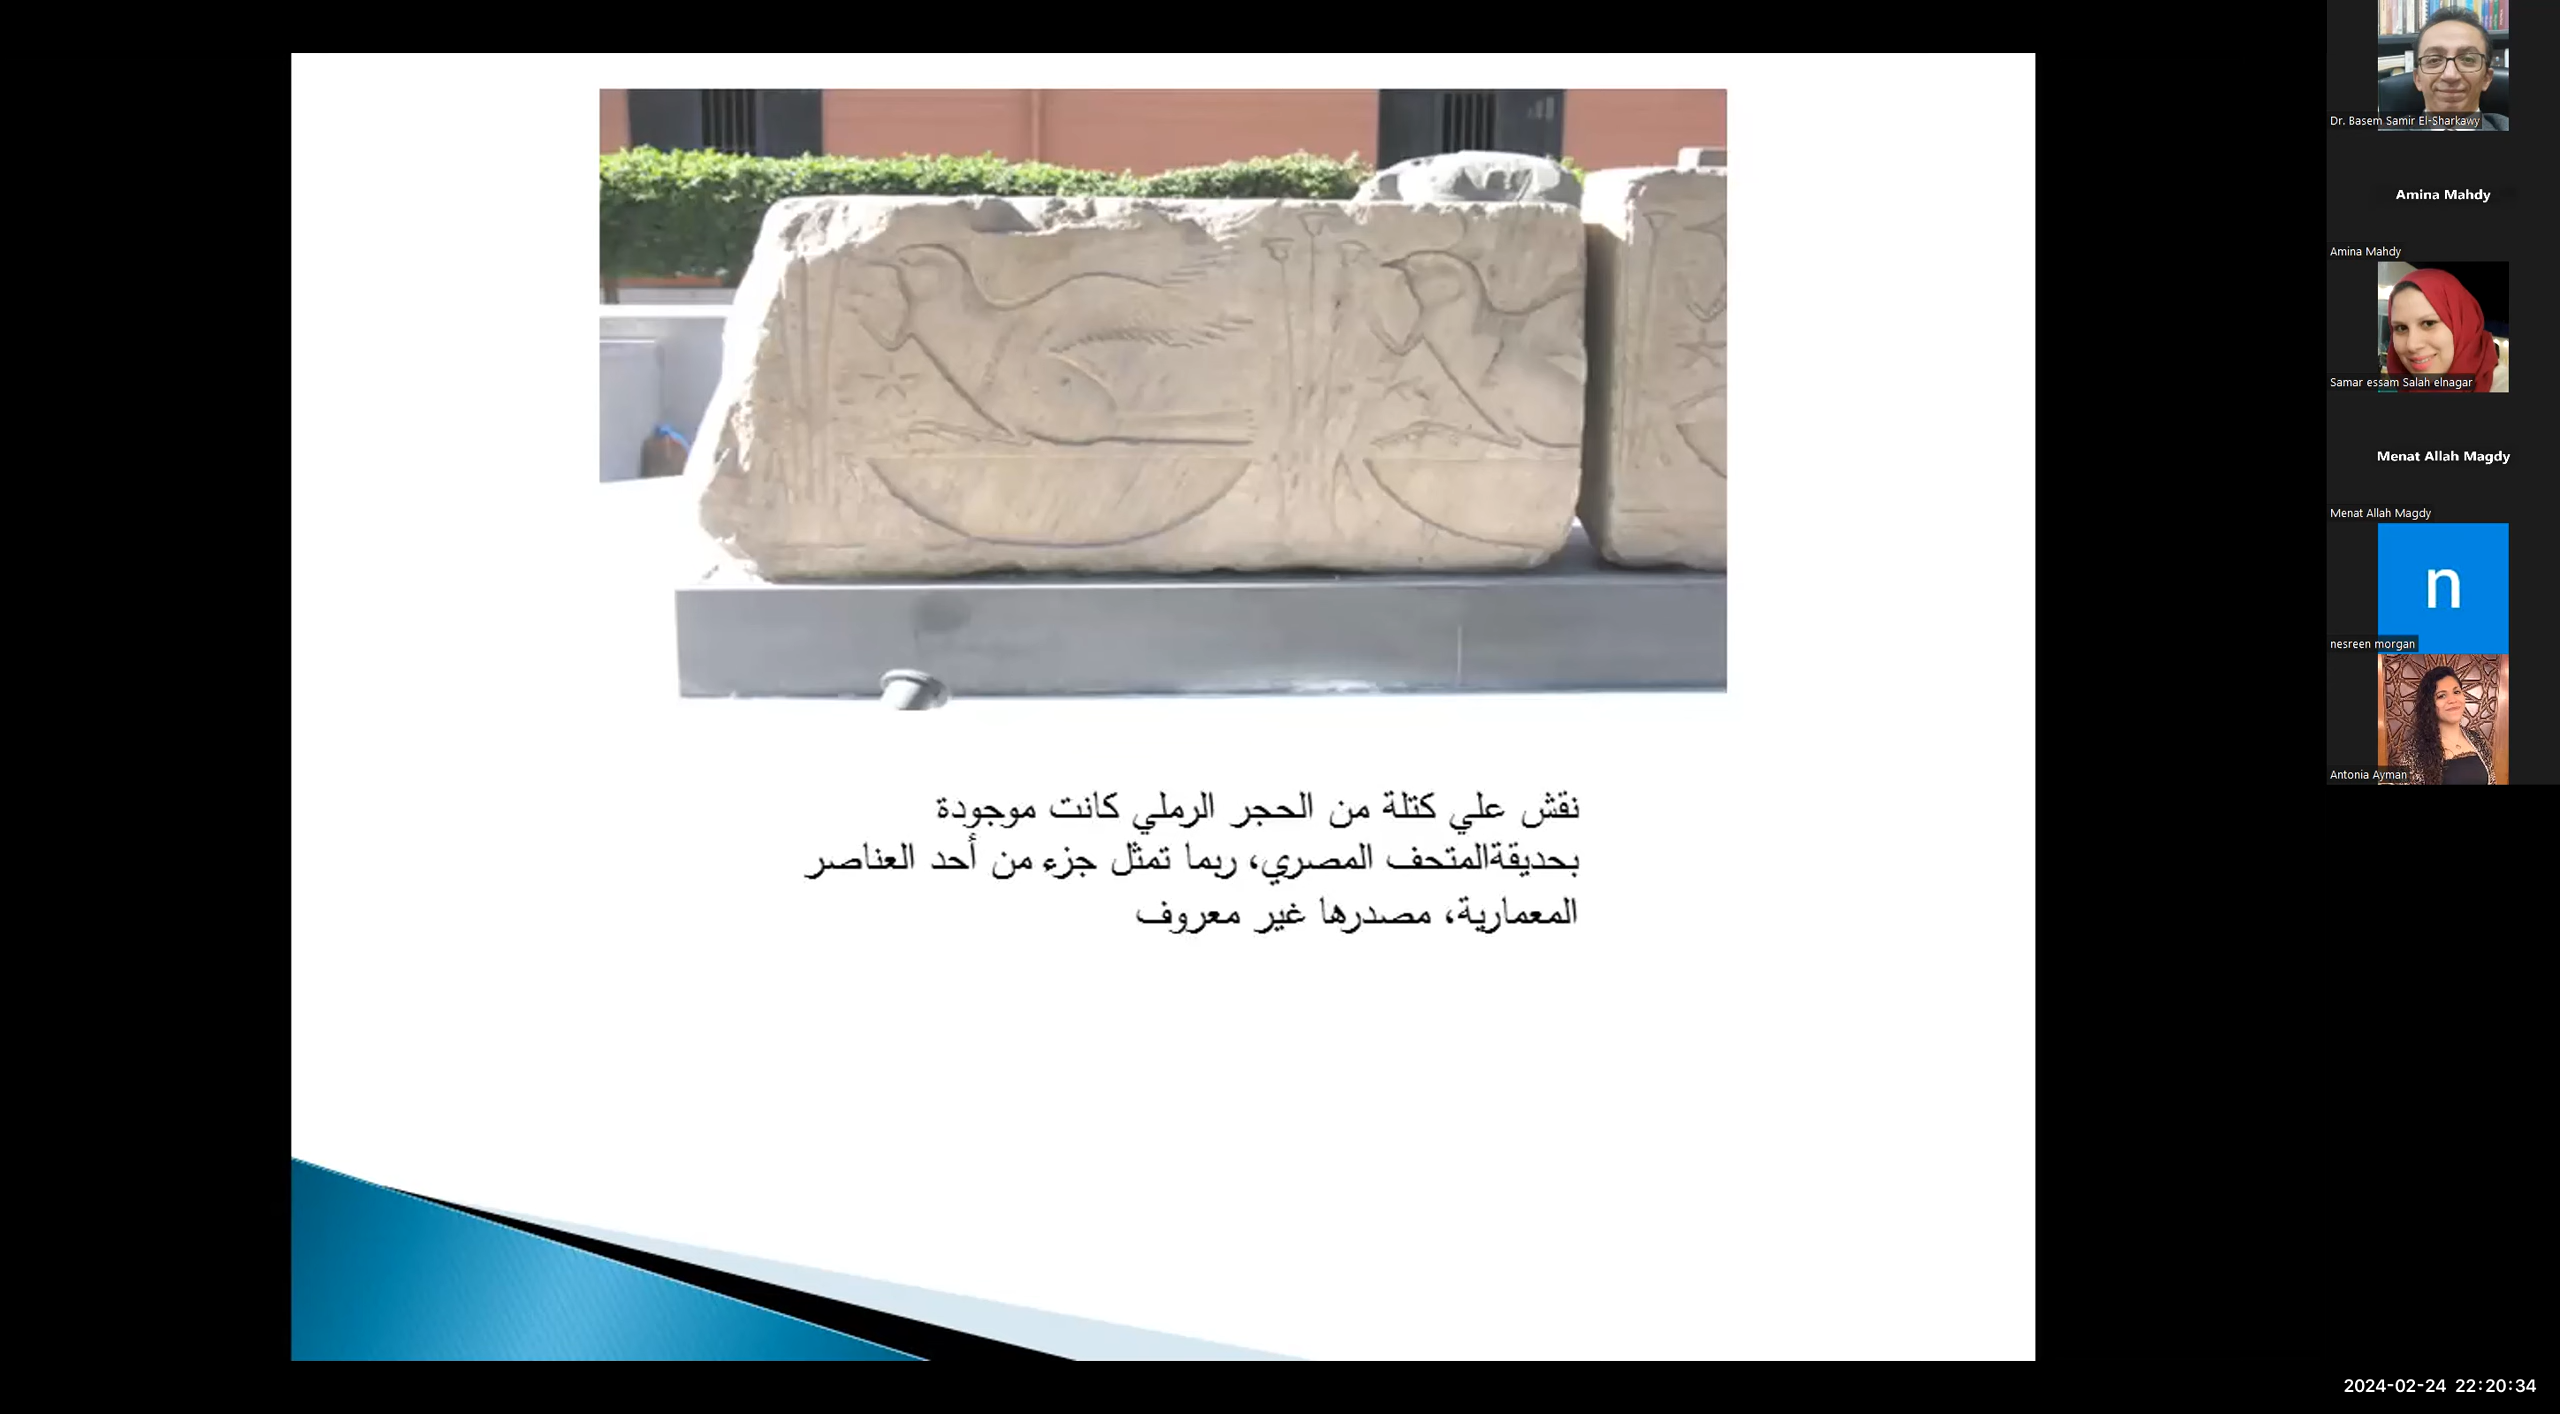 نقش علي كتلة من الحجر الرملي كانت موجودة
بحديقةالمتحف المصري، ربما تمثل جزء من أحد العناصر
المعمارية، مصدرها غير معروف
Dr. Basem Samir El-Sharkawy
Amina Mahdy
Amina Mahdy
Samar essam Salah elnagar
Menat Allah Magdy
Menat Allah Magdy
n
nesreen morgan
Antonia Ayman
2024-02-24 22:20:34